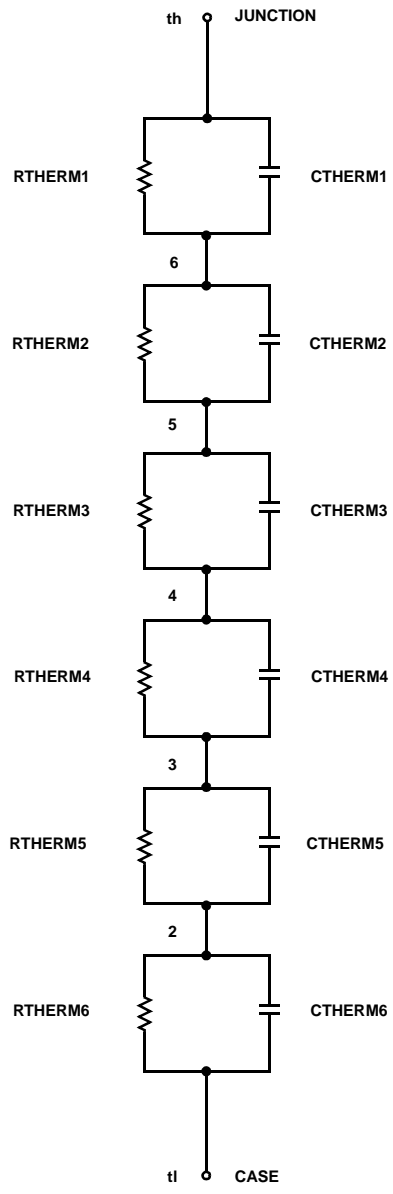 th JUNCTION
RTHERM1 CTHERM1
6
RTHERM2 CTHERM2
5
RTHERM3 CTHERM3
4
RTHERM4 CTHERM4
3
RTHERM5 CTHERM5
2
RTHERM6 CTHERM6
tl CASE